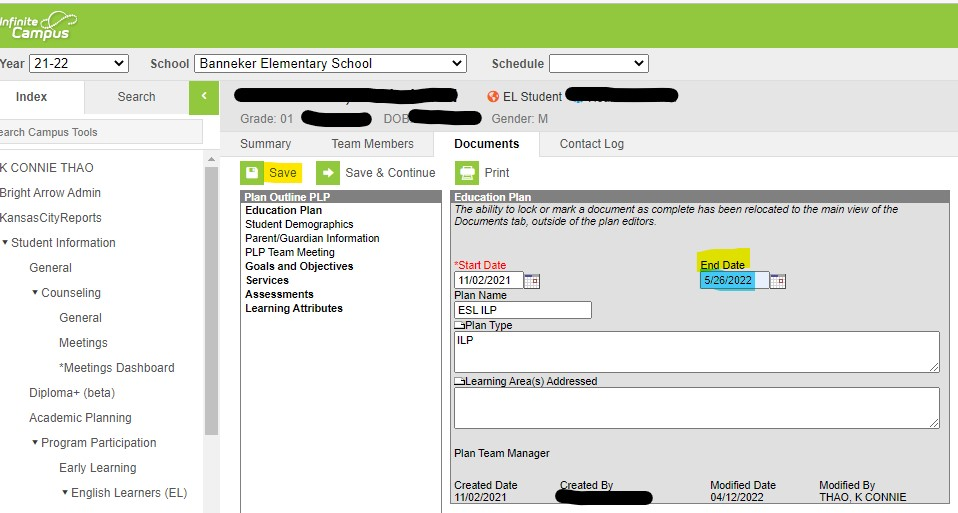 Infinite
Campus
Year 21-22 School Banneker Elementary School Schedule
Index Search < EL Student
Grade: 01 DOB Gender: M
earch Campus Tools
Summary Team Members Documents Contact Log
Save Save & Continue Print
K CONNIE THAO
Bright Arrow Admin
KansasCityReports
Student Information
General
Counseling
General
Meetings
*Meetings Dashboard
Diploma+ (beta)
Academic Planning
Program Participation
Early Learning
English Learners (EL)
Plan Outline PLP
Education Plan
Student Demographics
Parent/Guardian Information
PLP Team Meeting
Goals and Objectives
Services
Assessments
Learning Attributes
Education Plan
The ability to lock or mark a document as complete has been relocated to the main view of the
Documents tab, outside of the plan editors.
*Start Date End Date
11/02/2021 5/26/2022
Plan Name
ESL ILP
Plan Type
ILP
Learning Area(s) Addressed
Plan Team Manager
Created Date Created By Modified Date Modified By
11/02/2021 04/12/2022 THAO, K CONNIE